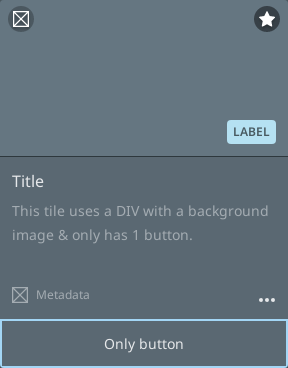 LABEL
Title
This tile uses a DIV with a background
image & only has 1 button.
Metadata
Only button